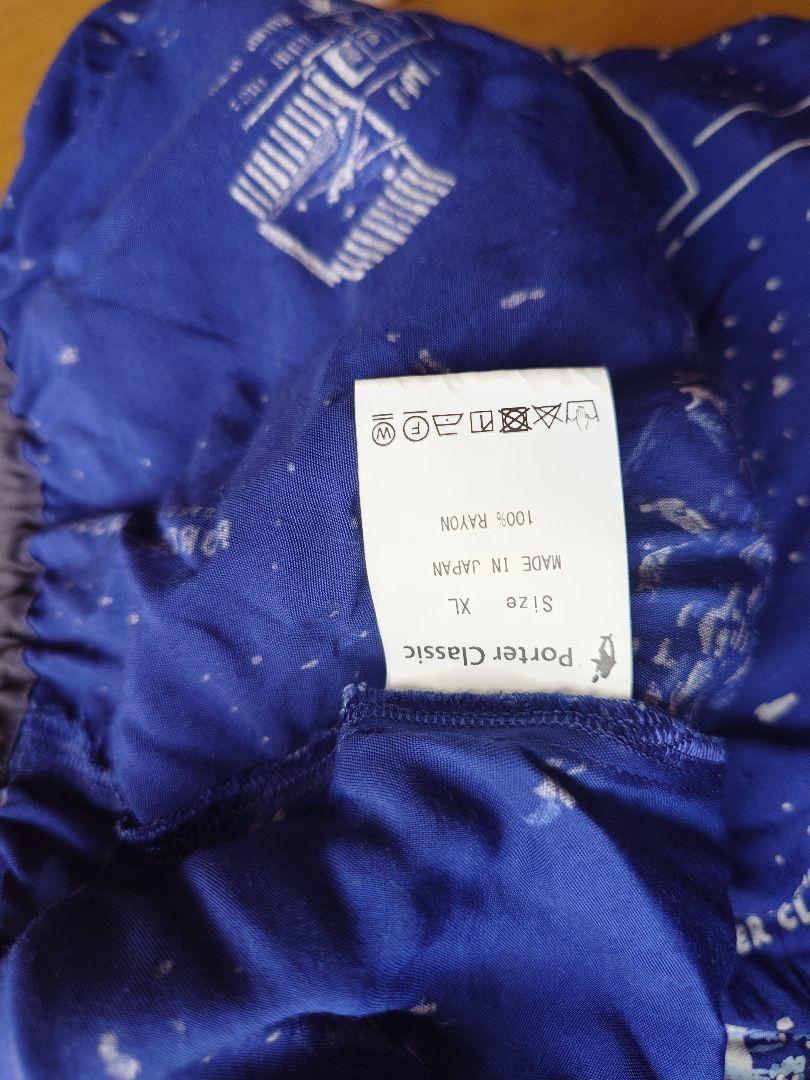 Porter Classic
Size XL
MADE IN JAPAN
100% RAYON
W
F